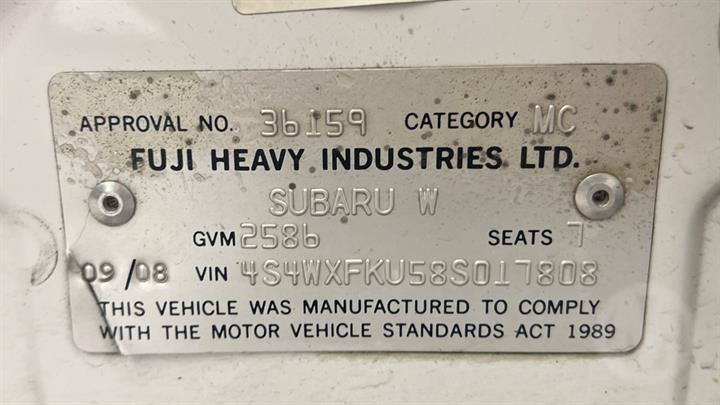 APPROVAL NO. 36159 CATEGORY MC
FUJI HEAVY INDUSTRIES LTD.
SUBARU W
GVM 2586 SEATS 7
09/08 VIN 4S4WXFKU58S017808
THIS VEHICLE WAS MANUFACTURED TO COMPLY
WITH THE MOTOR VEHICLE STANDARDS ACT 1989